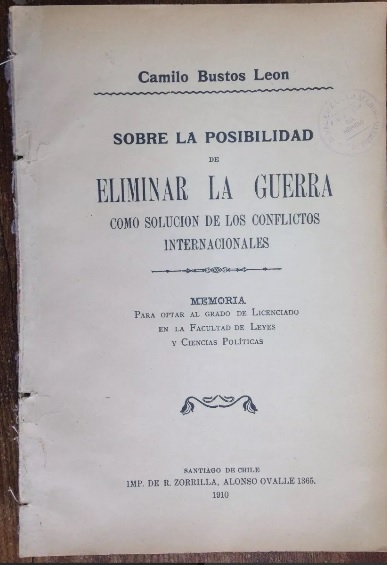 Camilo Bustos Leon
SOBRE LA POSIBILIDAD
DE
ELIMINAR LA GUERRA
COMO SOLUCION DE LOS CONFLICTOS
INTERNACIONALES
MEMORIA
PARA OPTAR AL GRADO DE LICENCIADO
EN LA FACULTAD DE LEYES
Y CIENCIAS POLÍTICAS
SANTIAGO DE CHILE
IMP. DE R. ZORRILLA, ALONSO OVALLE 1365.
1910